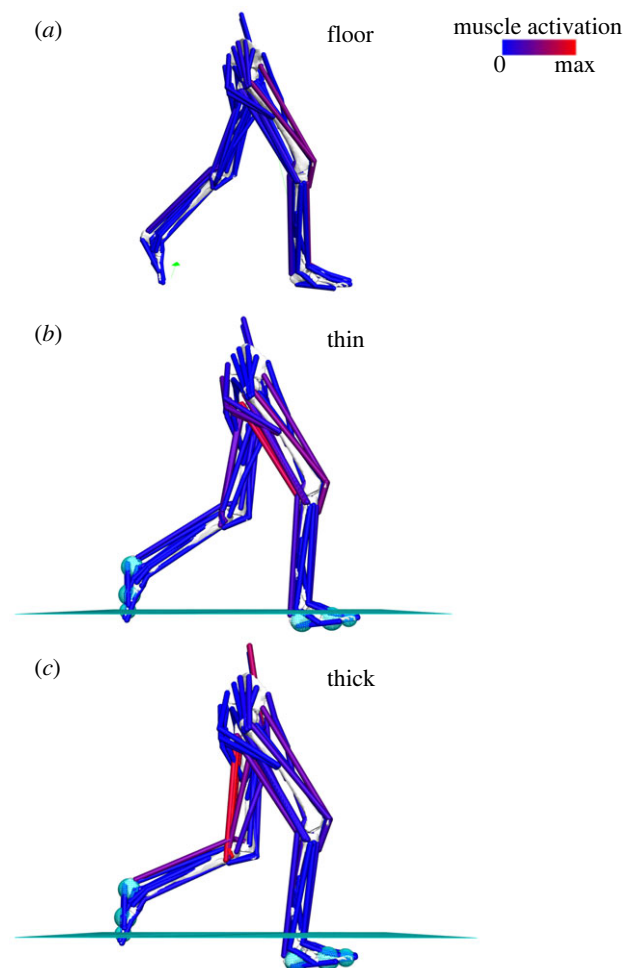 (a)
floor
muscle activation
0 max
(b)
thin
(c)
thick